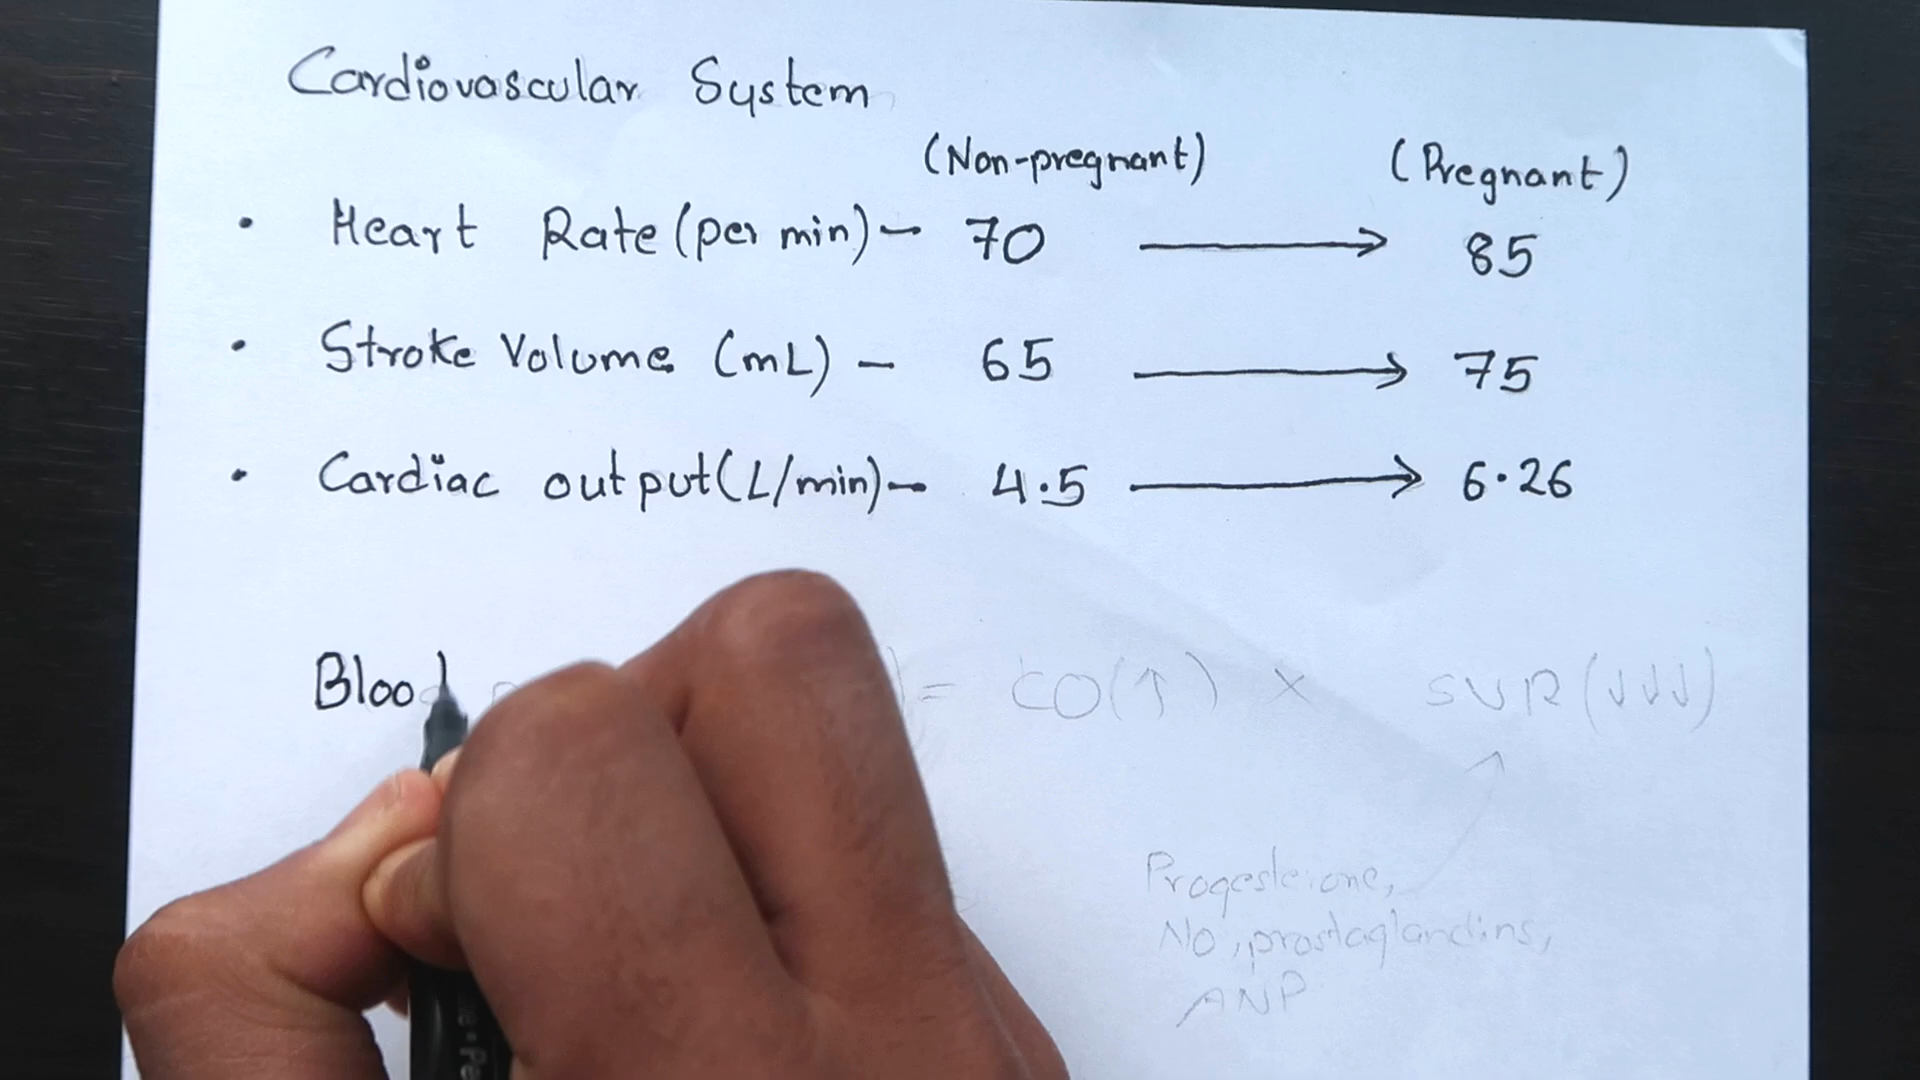 Cardiovascular System
(Non-pregnant) (Pregnant)
• Heart Rate (per min) – 70 → 85
• Stroke Volume (mL) – 65 → 75
• Cardiac output (L/min) – 4.5 → 6.26
Blood ) = CO(↑) × SVR(↓↓↓)
Progesterone,
NO, prostaglandins,
ANP